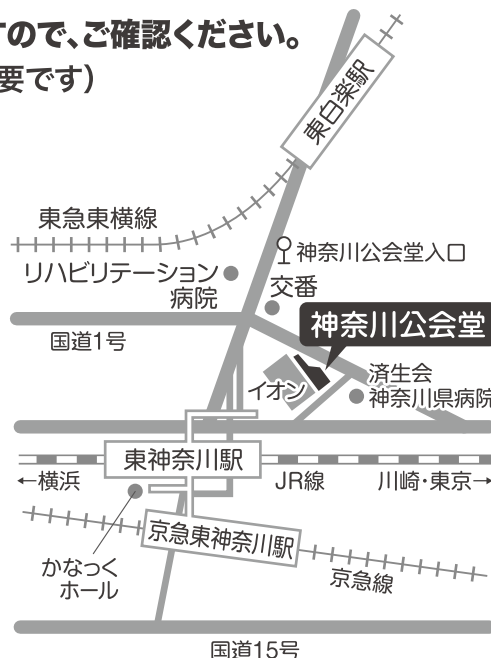 すので、ご確認ください。
要です）
東白楽駅
東急東横線
神奈川公会堂入口
リハビリテーション
病院
交番
神奈川公会堂
国道1号
イオン
済生会
神奈川県病院
東神奈川駅
←横浜
JR線
川崎・東京→
京急東神奈川駅
かなっく
ホール
京急線
国道15号